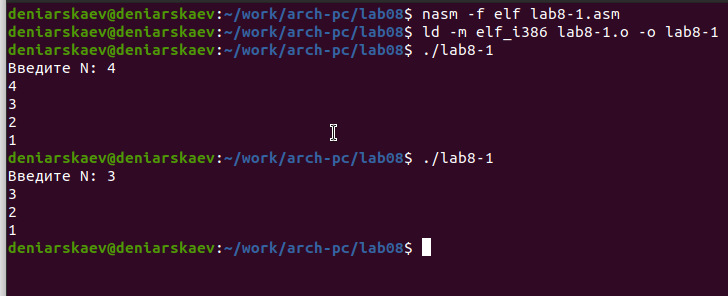 deniarskaev@deniarskaev:~/work/arch-pc/lab08$ nasm -f elf lab8-1.asm
deniarskaev@deniarskaev:~/work/arch-pc/lab08$ ld -m elf_i386 lab8-1.o -o lab8-1
deniarskaev@deniarskaev:~/work/arch-pc/lab08$ ./lab8-1
Введите N: 4
4
3
2
1
deniarskaev@deniarskaev:~/work/arch-pc/lab08$ ./lab8-1
Введите N: 3
3
2
1
deniarskaev@deniarskaev:~/work/arch-pc/lab08$